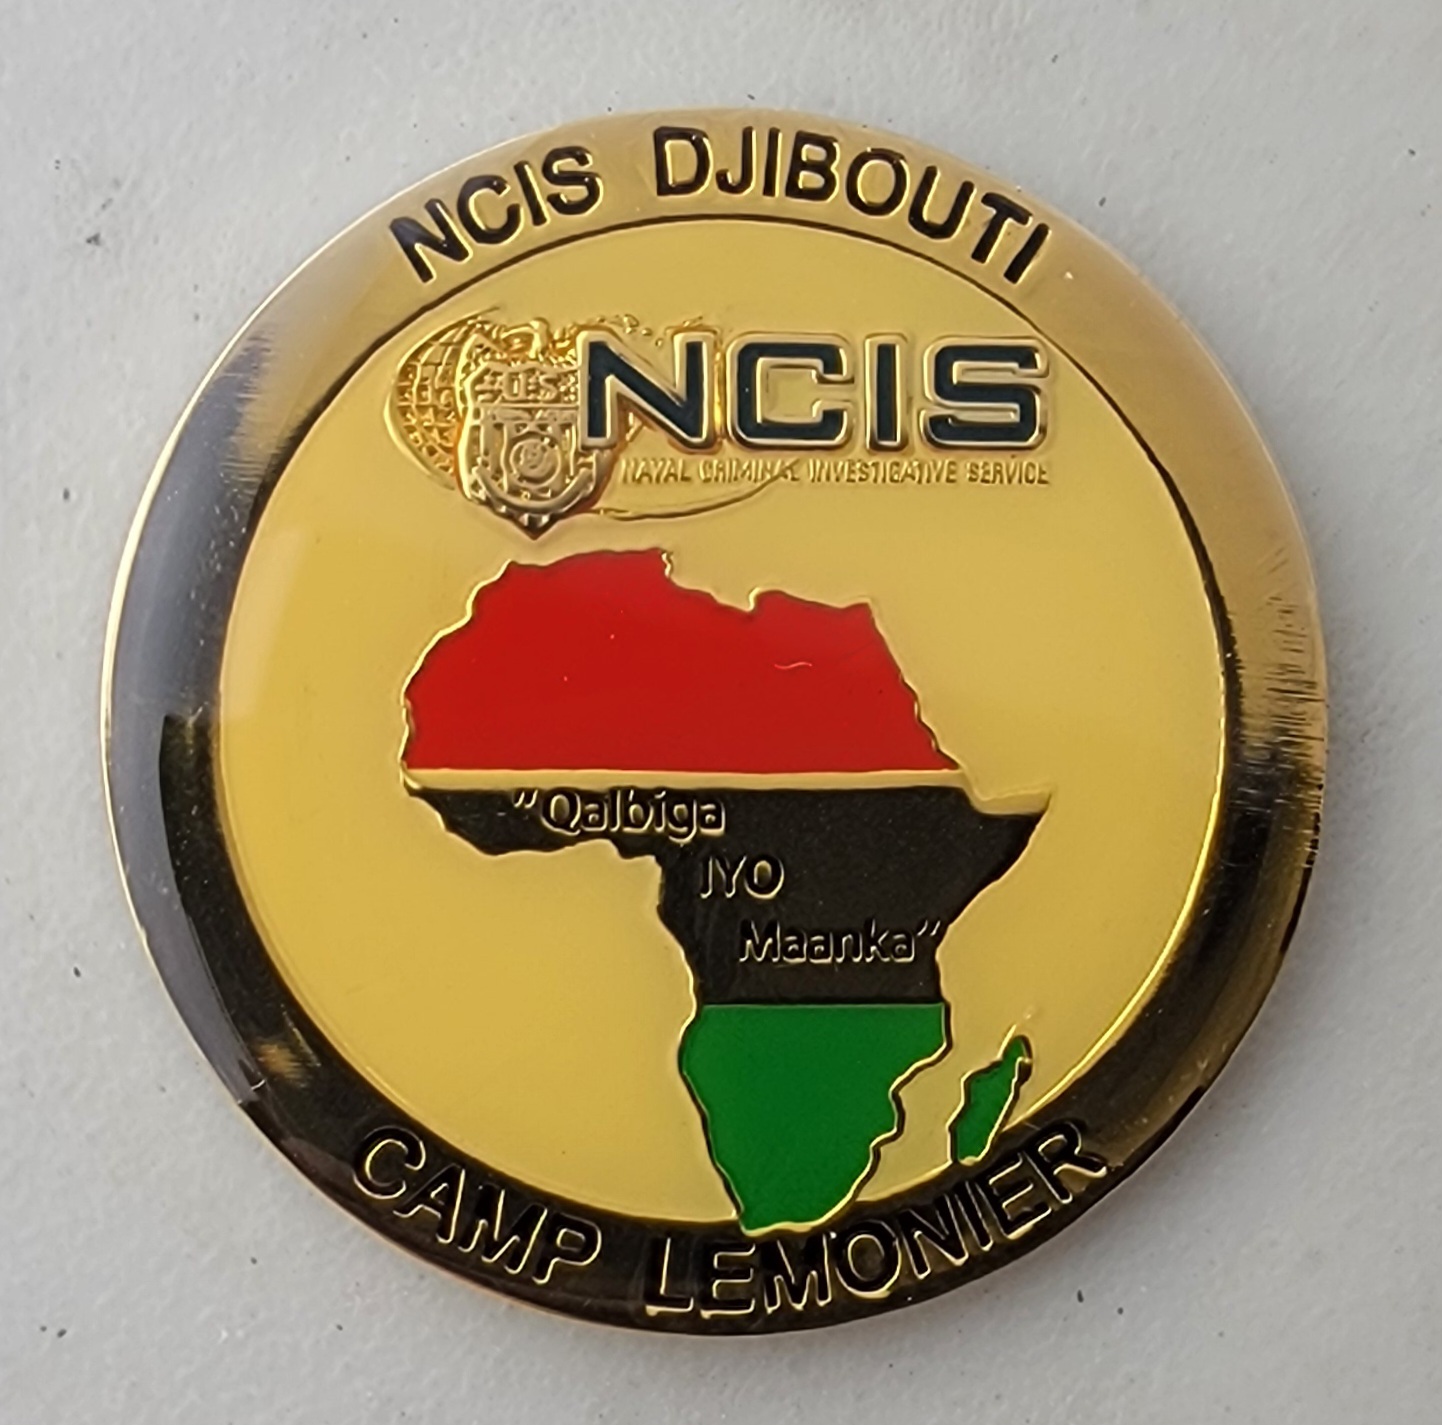 NCIS DJIBOUTI
NCIS
NAVAL CRIMINAL INVESTIGATIVE SERVICE
"Qalbiga
IYO
Maanka"
CAMP LEMONIER